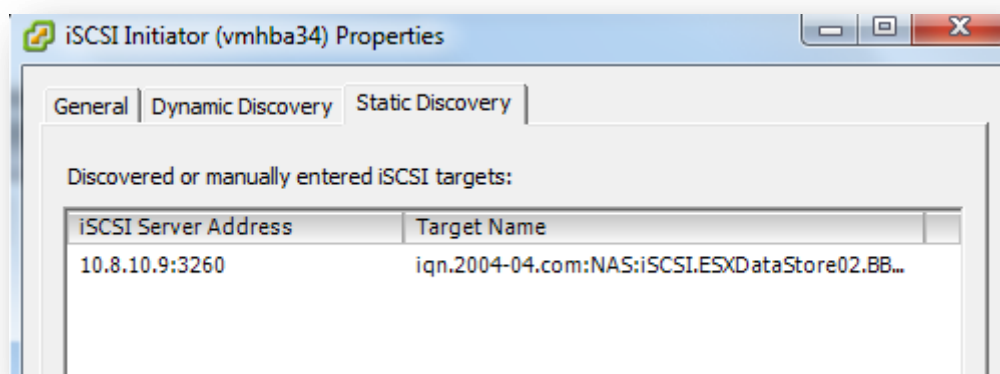 iSCSI Initiator (vmhba34) Properties
General Dynamic Discovery Static Discovery
Discovered or manually entered iSCSI targets:
iSCSI Server Address Target Name
10.8.10.9:3260 iqn.2004-04.com:NAS:iSCSI.ESXDataStore02.BB...